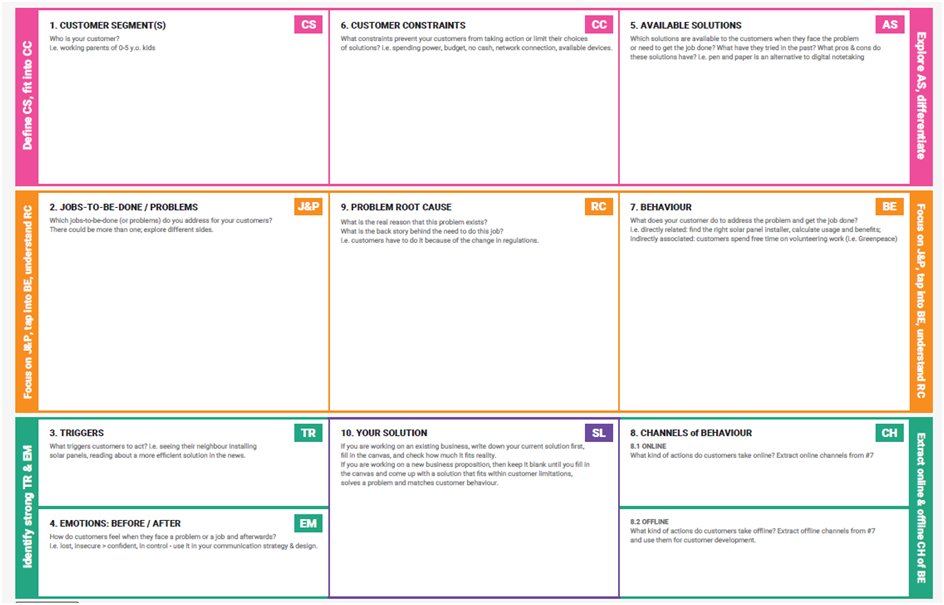 Define CS, fit into CC
1. CUSTOMER SEGMENT(S)
CS
Who is your customer?
i.e. working parents of 0-5 y.o. kids
6. CUSTOMER CONSTRAINTS
CC
What constraints prevent your customers from taking action or limit their choices
of solutions? i.e. spending power, budget, no cash, network connection, available devices.
5. AVAILABLE SOLUTIONS
AS
Which solutions are available to the customers when they face the problem
or need to get the job done? What have they tried in the past? What pros & cons do
these solutions have? i.e. pen and paper is an alternative to digital notetaking
Explore AS, differentiate
Focus on J&P, tap into BE, understand RC
2. JOBS-TO-BE-DONE / PROBLEMS
J&P
Which jobs-to-be-done (or problems) do you address for your customers?
There could be more than one; explore different sides.
9. PROBLEM ROOT CAUSE
RC
What is the real reason that this problem exists?
What is the back story behind the need to do this job?
i.e. customers have to do it because of the change in regulations.
7. BEHAVIOUR
BE
What does your customer do to address the problem and get the job done?
i.e. directly related: find the right solar panel installer, calculate usage and benefits;
indirectly associated: customers spend free time on volunteering work (i.e. Greenpeace)
Focus on J&P, tap into BE, understand RC
Identify strong TR & EM
3. TRIGGERS
TR
What triggers customers to act? i.e. seeing their neighbour installing
solar panels, reading about a more efficient solution in the news.
4. EMOTIONS: BEFORE / AFTER
EM
How do customers feel when they face a problem or a job and afterwards?
i.e. lost, insecure > confident, in control - use it in your communication strategy & design.
10. YOUR SOLUTION
SL
If you are working on an existing business, write down your current solution first,
fill in the canvas, and check how much it fits reality.
If you are working on a new business proposition, then keep it blank until you fill in
the canvas and come up with a solution that fits within customer limitations,
solves a problem and matches customer behaviour.
8. CHANNELS of BEHAVIOUR
CH
8.1 ONLINE
What kind of actions do customers take online? Extract online channels from #7
8.2 OFFLINE
What kind of actions do customers take offline? Extract offline channels from #7
and use them for customer development.
Extract online & offline CH of BE